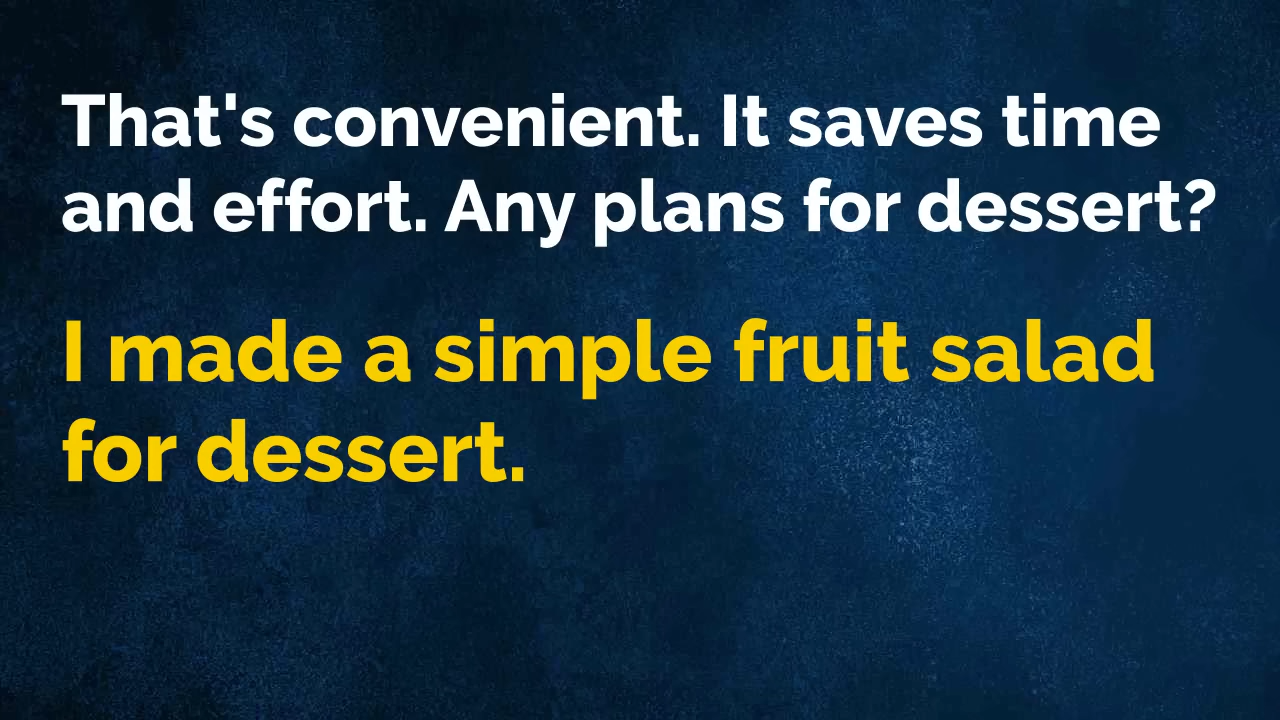 That's convenient. It saves time
and effort. Any plans for dessert?
I made a simple fruit salad
for dessert.